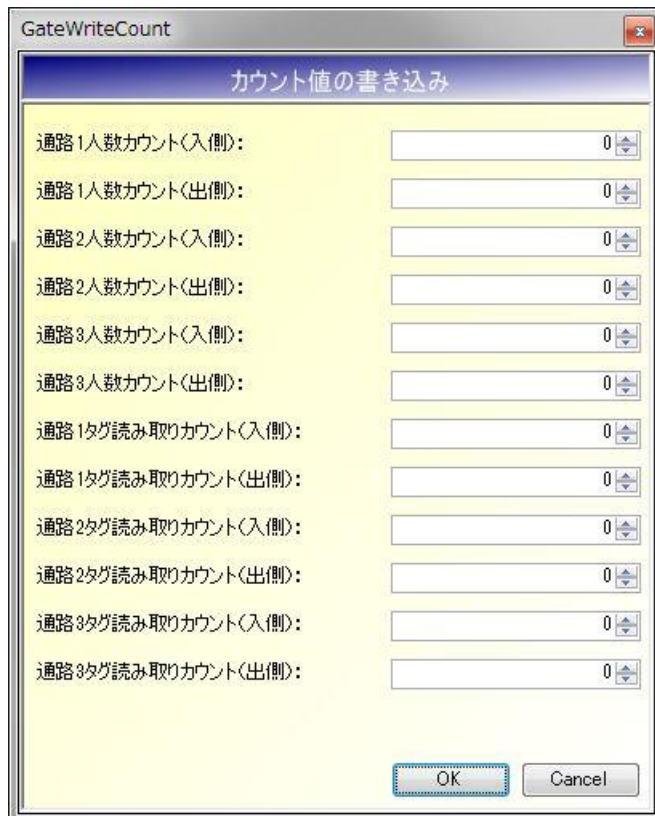 GateWriteCount
カウント値の書き込み
通路1人数カウント(入側): 0
通路1人数カウント(出側): 0
通路2人数カウント(入側): 0
通路2人数カウント(出側): 0
通路3人数カウント(入側): 0
通路3人数カウント(出側): 0
通路1タグ読み取りカウント(入側): 0
通路1タグ読み取りカウント(出側): 0
通路2タグ読み取りカウント(入側): 0
通路2タグ読み取りカウント(出側): 0
通路3タグ読み取りカウント(入側): 0
通路3タグ読み取りカウント(出側): 0
OK Cancel